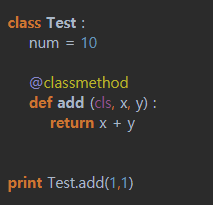 class Test :
    num = 10
    @classmethod
    def add (cls, x, y) :
        return x + y
print Test.add(1,1)